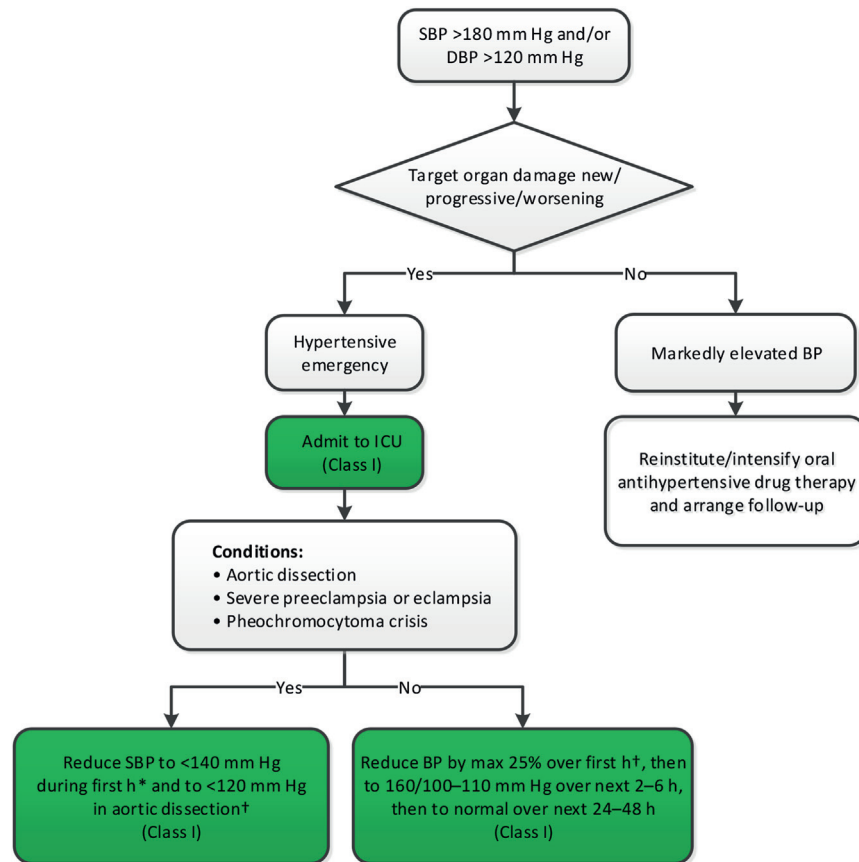 SBP >180 mm Hg and/or
DBP >120 mm Hg
Target organ damage new/
progressive/worsening
Yes
No
Hypertensive
emergency
Markedly elevated BP
Admit to ICU
(Class I)
Reinstitute/intensify oral
antihypertensive drug therapy
and arrange follow-up
Conditions:
• Aortic dissection
• Severe preeclampsia or eclampsia
• Pheochromocytoma crisis
Yes
No
Reduce SBP to <140 mm Hg
during first h* and to <120 mm Hg
in aortic dissection†
(Class I)
Reduce BP by max 25% over first h†, then
to 160/100–110 mm Hg over next 2–6 h,
then to normal over next 24–48 h
(Class I)